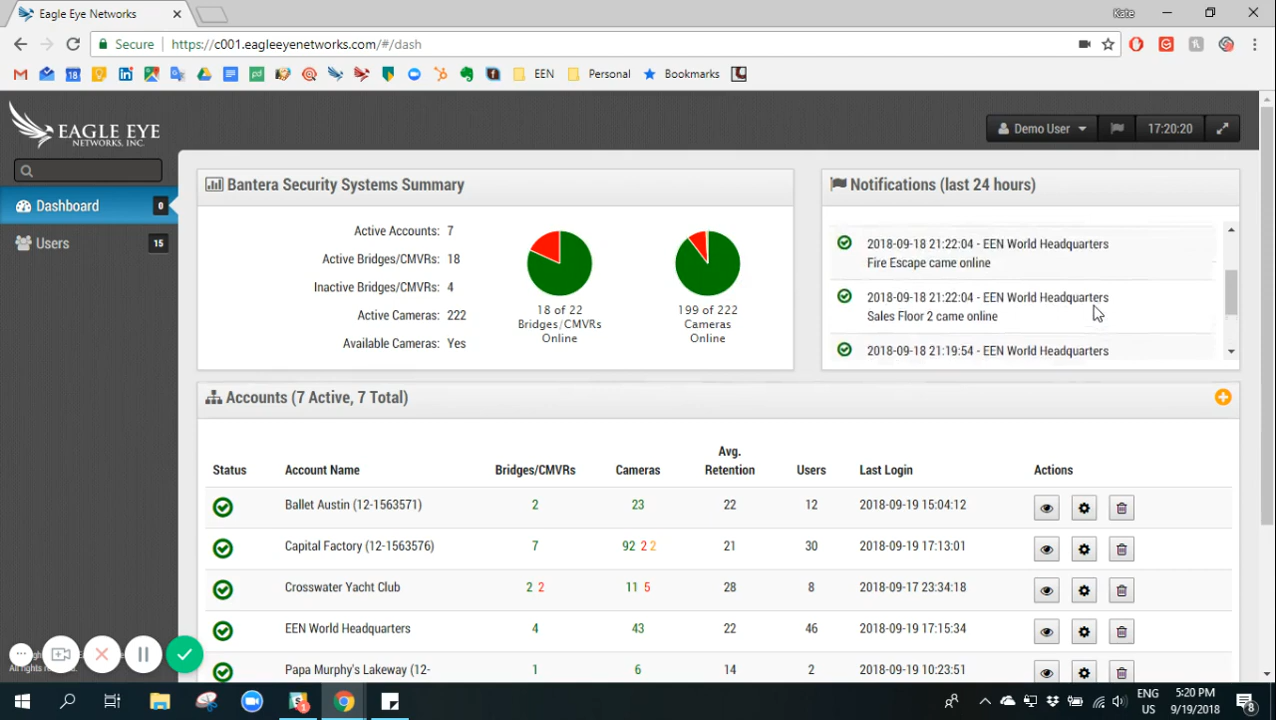 Eagle Eye Networks
Kate
Secure
https://c001.eagleeyenetworks.com/#/dash
18
EEN
Personal
Bookmarks
EAGLE EYE
NETWORKS, INC.
Demo User
17:20:20
Dashboard 0
Users 15
Bantera Security Systems Summary
Active Accounts: 7
Active Bridges/CMVRs: 18
Inactive Bridges/CMVRs: 4
Active Cameras: 222
Available Cameras: Yes
18 of 22
Bridges/CMVRs
Online
199 of 222
Cameras
Online
Notifications (last 24 hours)
2018-09-18 21:22:04 - EEN World Headquarters
Fire Escape came online
2018-09-18 21:22:04 - EEN World Headquarters
Sales Floor 2 came online
2018-09-18 21:19:54 - EEN World Headquarters
Accounts (7 Active, 7 Total)
Status Account Name Bridges/CMVRs Cameras Avg. Retention Users Last Login Actions
Ballet Austin (12-1563571) 2 23 22 12 2018-09-19 15:04:12
Capital Factory (12-1563576) 7 92 2 2 21 30 2018-09-19 17:13:01
Crosswater Yacht Club 2 2 11 5 28 8 2018-09-17 23:34:18
EEN World Headquarters 4 43 22 46 2018-09-19 17:15:34
Papa Murphy's Lakeway (12- 1 6 14 2 2018-09-19 10:23:51
All rights reserved.
ENG
US
5:20 PM
9/19/2018
8